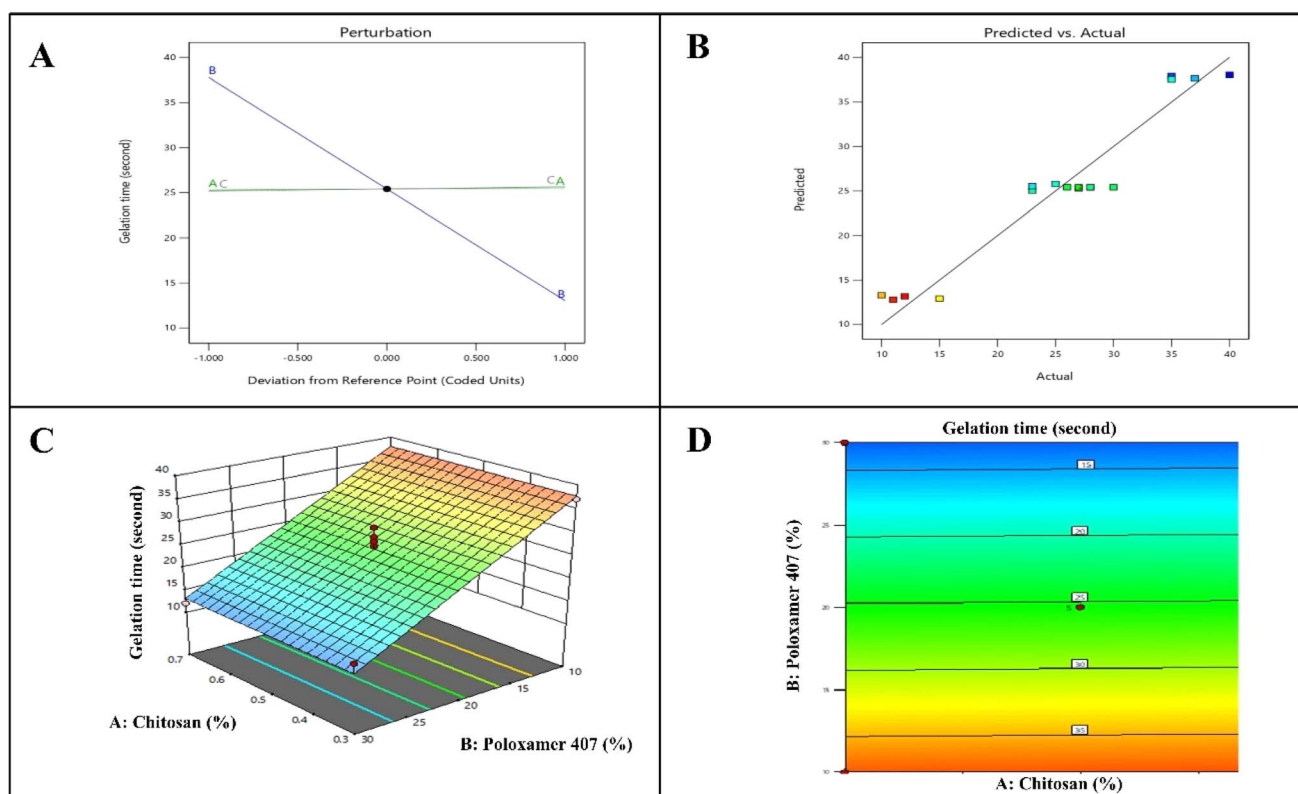 A
Perturbation
Gelation time (second)
40
35
30
25
20
15
10
B
A C
C A
B
-1.000
-0.500
0.000
0.500
1.000
Deviation from Reference Point (Coded Units)
B
Predicted vs. Actual
Predicted
40
30
20
10
10
15
20
25
30
35
40
Actual
C
Gelation time (second)
40
35
30
25
20
15
10
0.7
0.6
0.5
0.4
0.3
A: Chitosan (%)
30
25
20
15
10
B: Poloxamer 407 (%)
D
Gelation time (second)
B: Poloxamer 407 (%)
30
25
20
15
10
15
20
25
5
30
35
A: Chitosan (%)